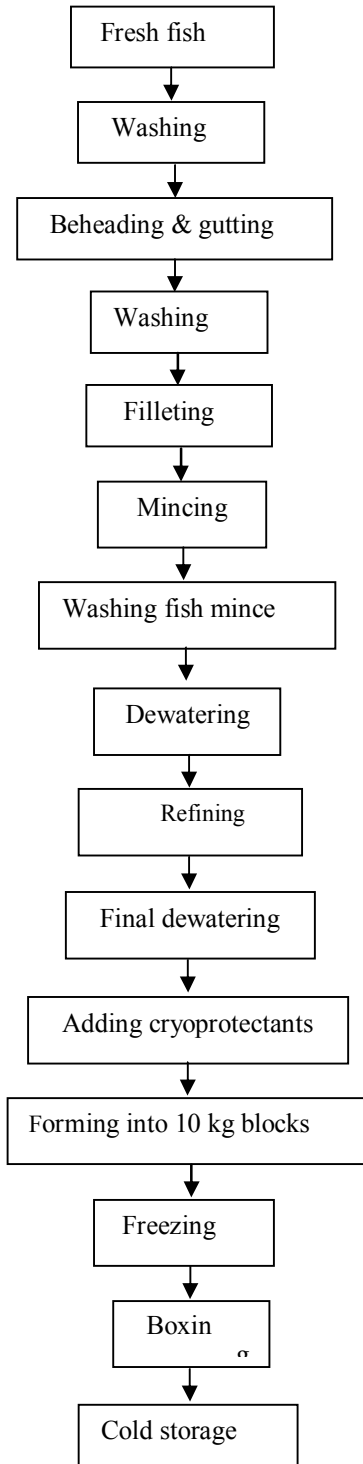 Fresh fish
Washing
Beheading & gutting
Washing
Filleting
Mincing
Washing fish mince
Dewatering
Refining
Final dewatering
Adding cryoprotectants
Forming into 10 kg blocks
Freezing
Boxin
g
Cold storage